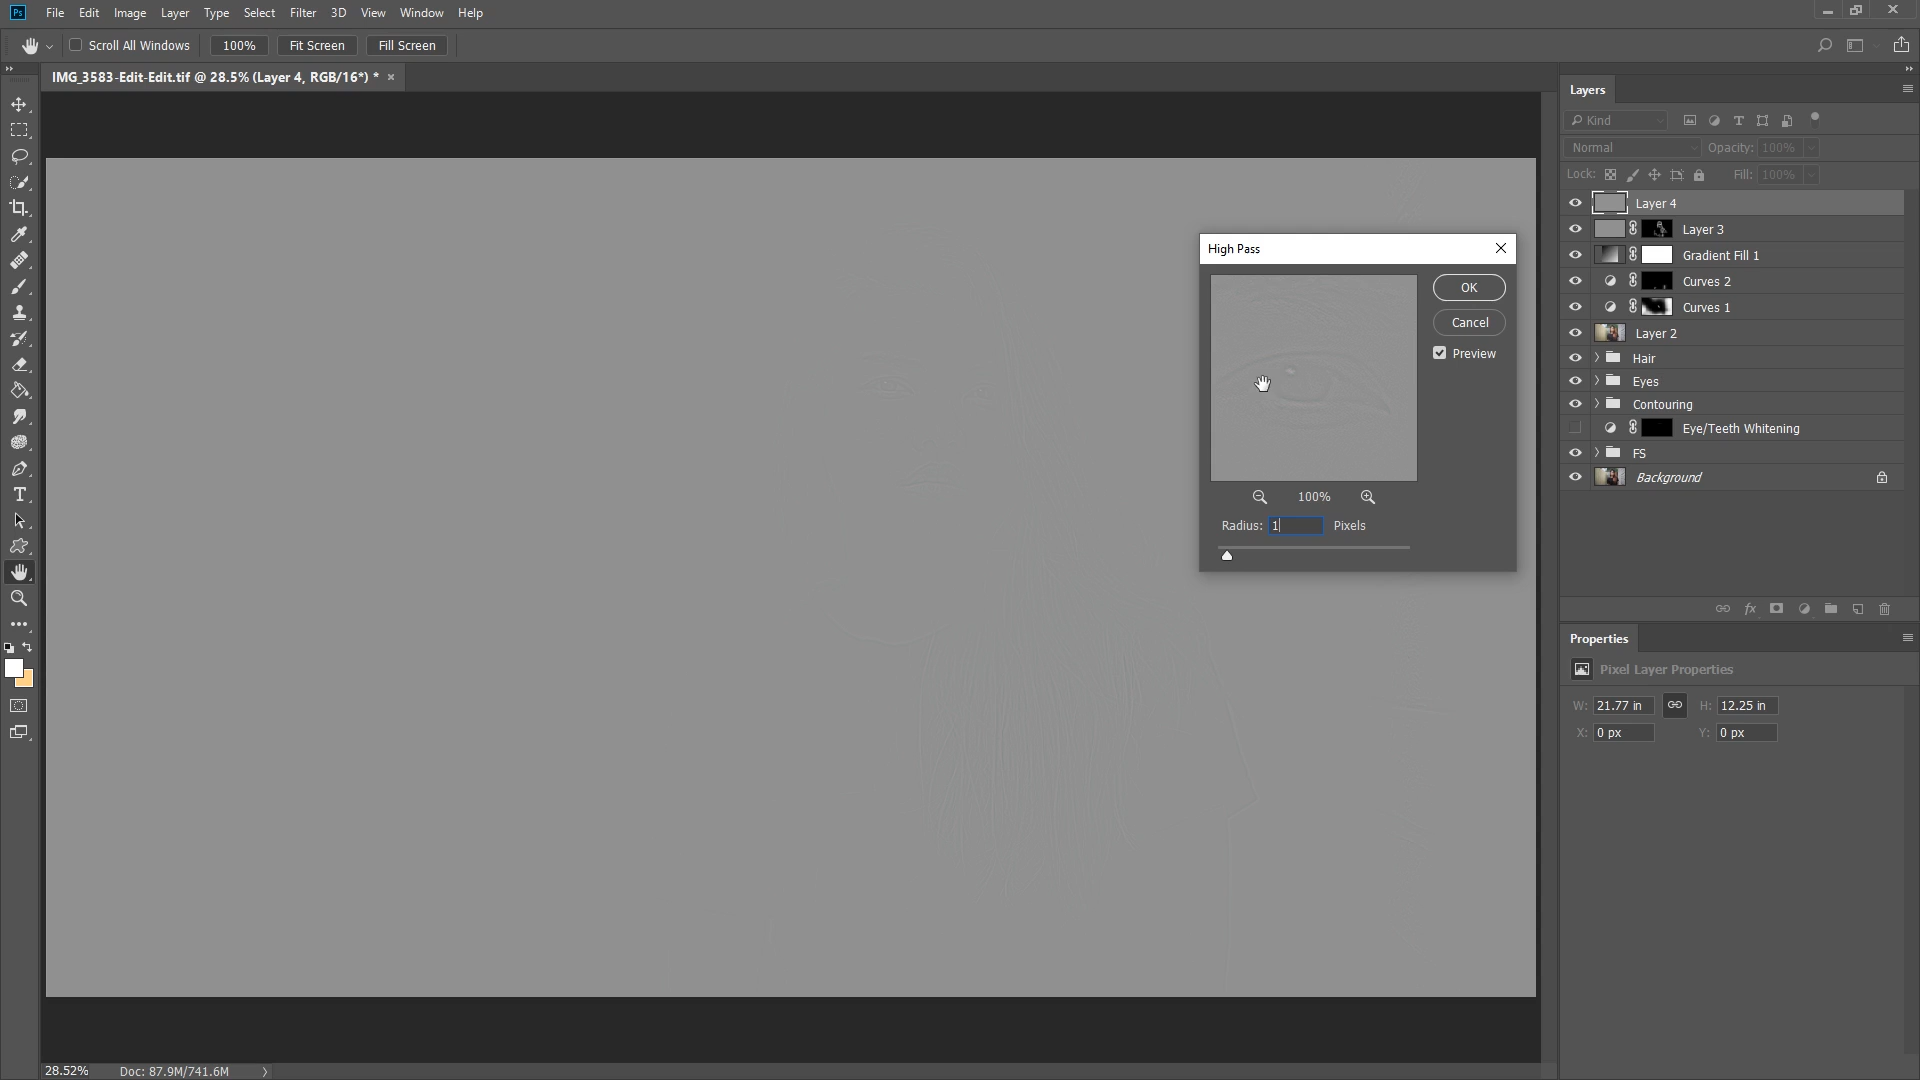 Ps File Edit Image Layer Type Select Filter 3D View Window Help
Scroll All Windows 100% Fit Screen Fill Screen
IMG_3583-Edit-Edit.tif @ 28.5% (Layer 4, RGB/16*) * ×
Layers
Kind
Normal Opacity: 100%
Lock: Fill: 100%
Layer 4
Layer 3
Gradient Fill 1
Curves 2
Curves 1
Layer 2
Hair
Eyes
Contouring
Eye/Teeth Whitening
FS
Background
High Pass
OK
Cancel
Preview
100%
Radius: 1 Pixels
Properties
Pixel Layer Properties
W: 21.77 in H: 12.25 in
X: 0 px Y: 0 px
28.52% Doc: 87.9M/741.6M